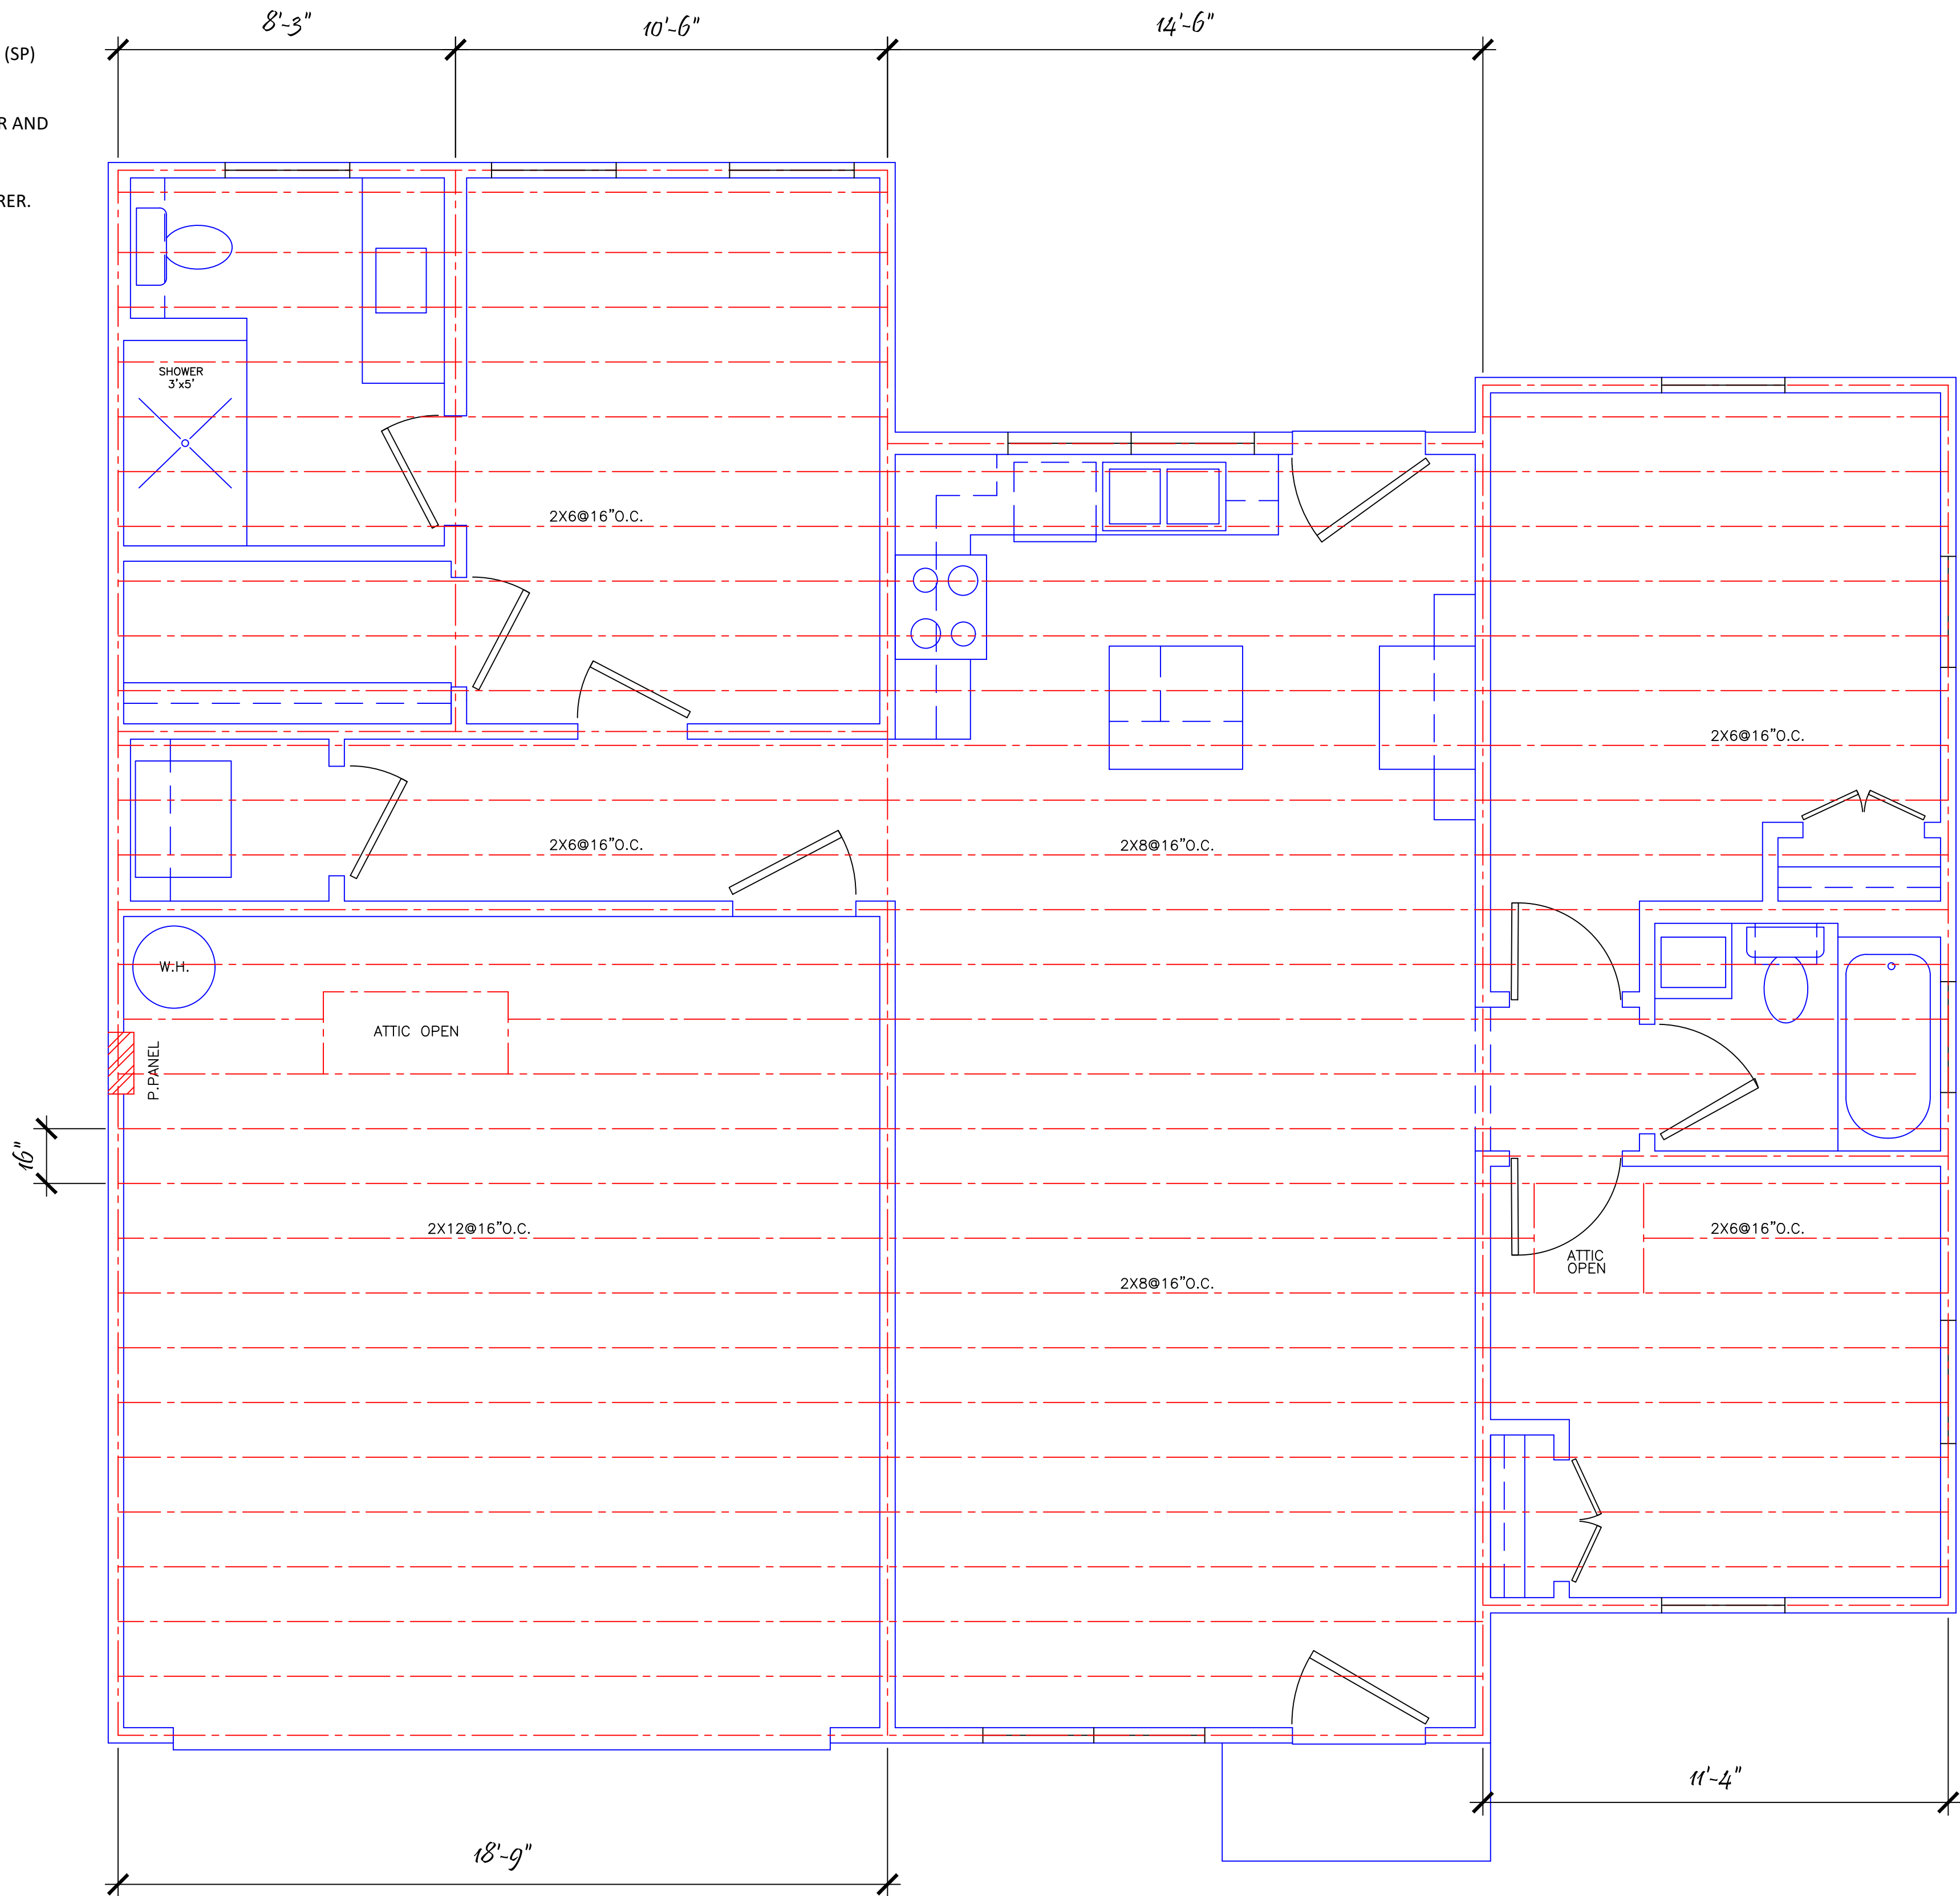 8'-3"
10'-6"
14'-6"
(SP)
R AND
RER.
SHOWER
3'x5'
2X6@16"O.C.
2X6@16"O.C.
2X6@16"O.C.
2X8@16"O.C.
W.H.
ATTIC OPEN
P.PANEL
16"
2X12@16"O.C.
2X6@16"O.C.
ATTIC
OPEN
2X8@16"O.C.
11'-4"
18'-9"